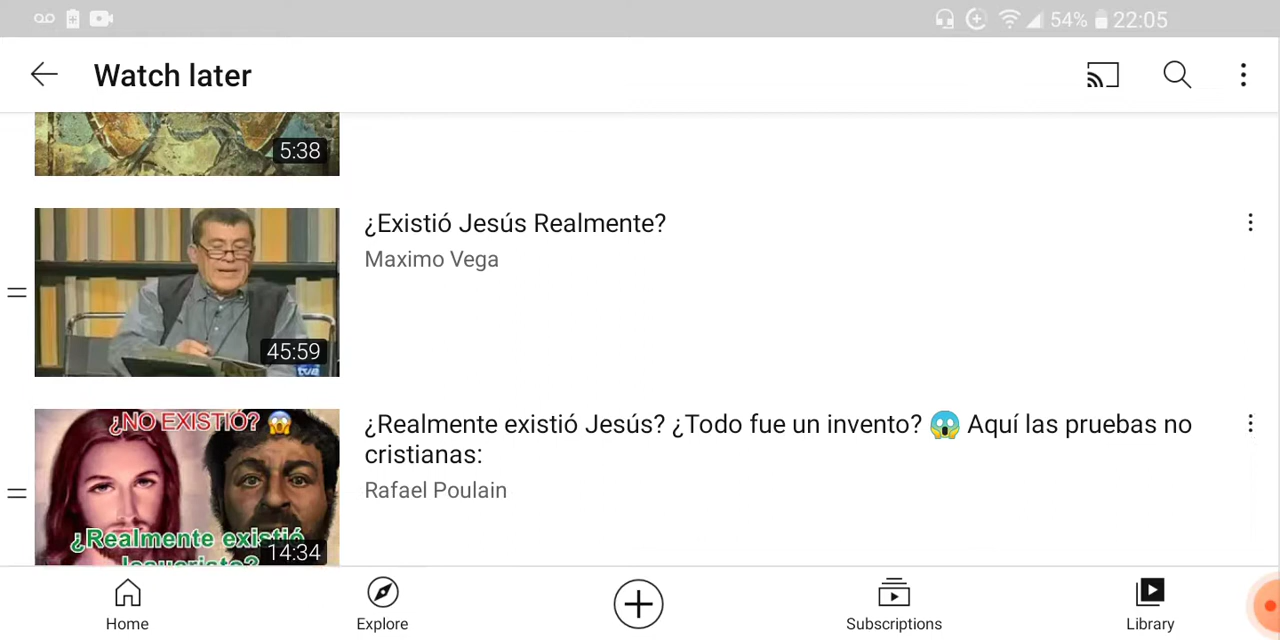 54% 22:05
Watch later
5:38
¿Existió Jesús Realmente?
Maximo Vega
45:59
tve
¿NO EXISTIÓ? 😱
¿Realmente existió
Jesucristo?
14:34
¿Realmente existió Jesús? ¿Todo fue un invento? 😱 Aquí las pruebas no
cristianas:
Rafael Poulain
Home Explore Subscriptions Library